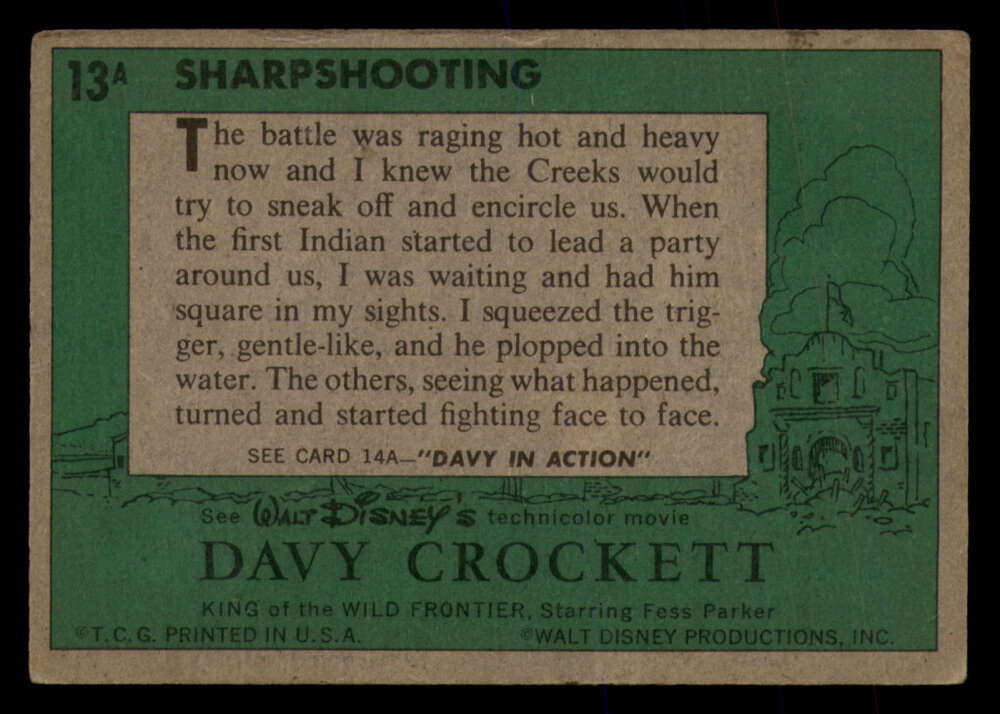 13A SHARPSHOOTING
The battle was raging hot and heavy
now and I knew the Creeks would
try to sneak off and encircle us. When
the first Indian started to lead a party
around us, I was waiting and had him
square in my sights. I squeezed the trig-
ger, gentle-like, and he plopped into the
water. The others, seeing what happened,
turned and started fighting face to face.
SEE CARD 14A—"DAVY IN ACTION"
See WALT DISNEY'S technicolor movie
DAVY CROCKETT
KING of the WILD FRONTIER, Starring Fess Parker
©T.C.G. PRINTED IN U.S.A. ©WALT DISNEY PRODUCTIONS, INC.